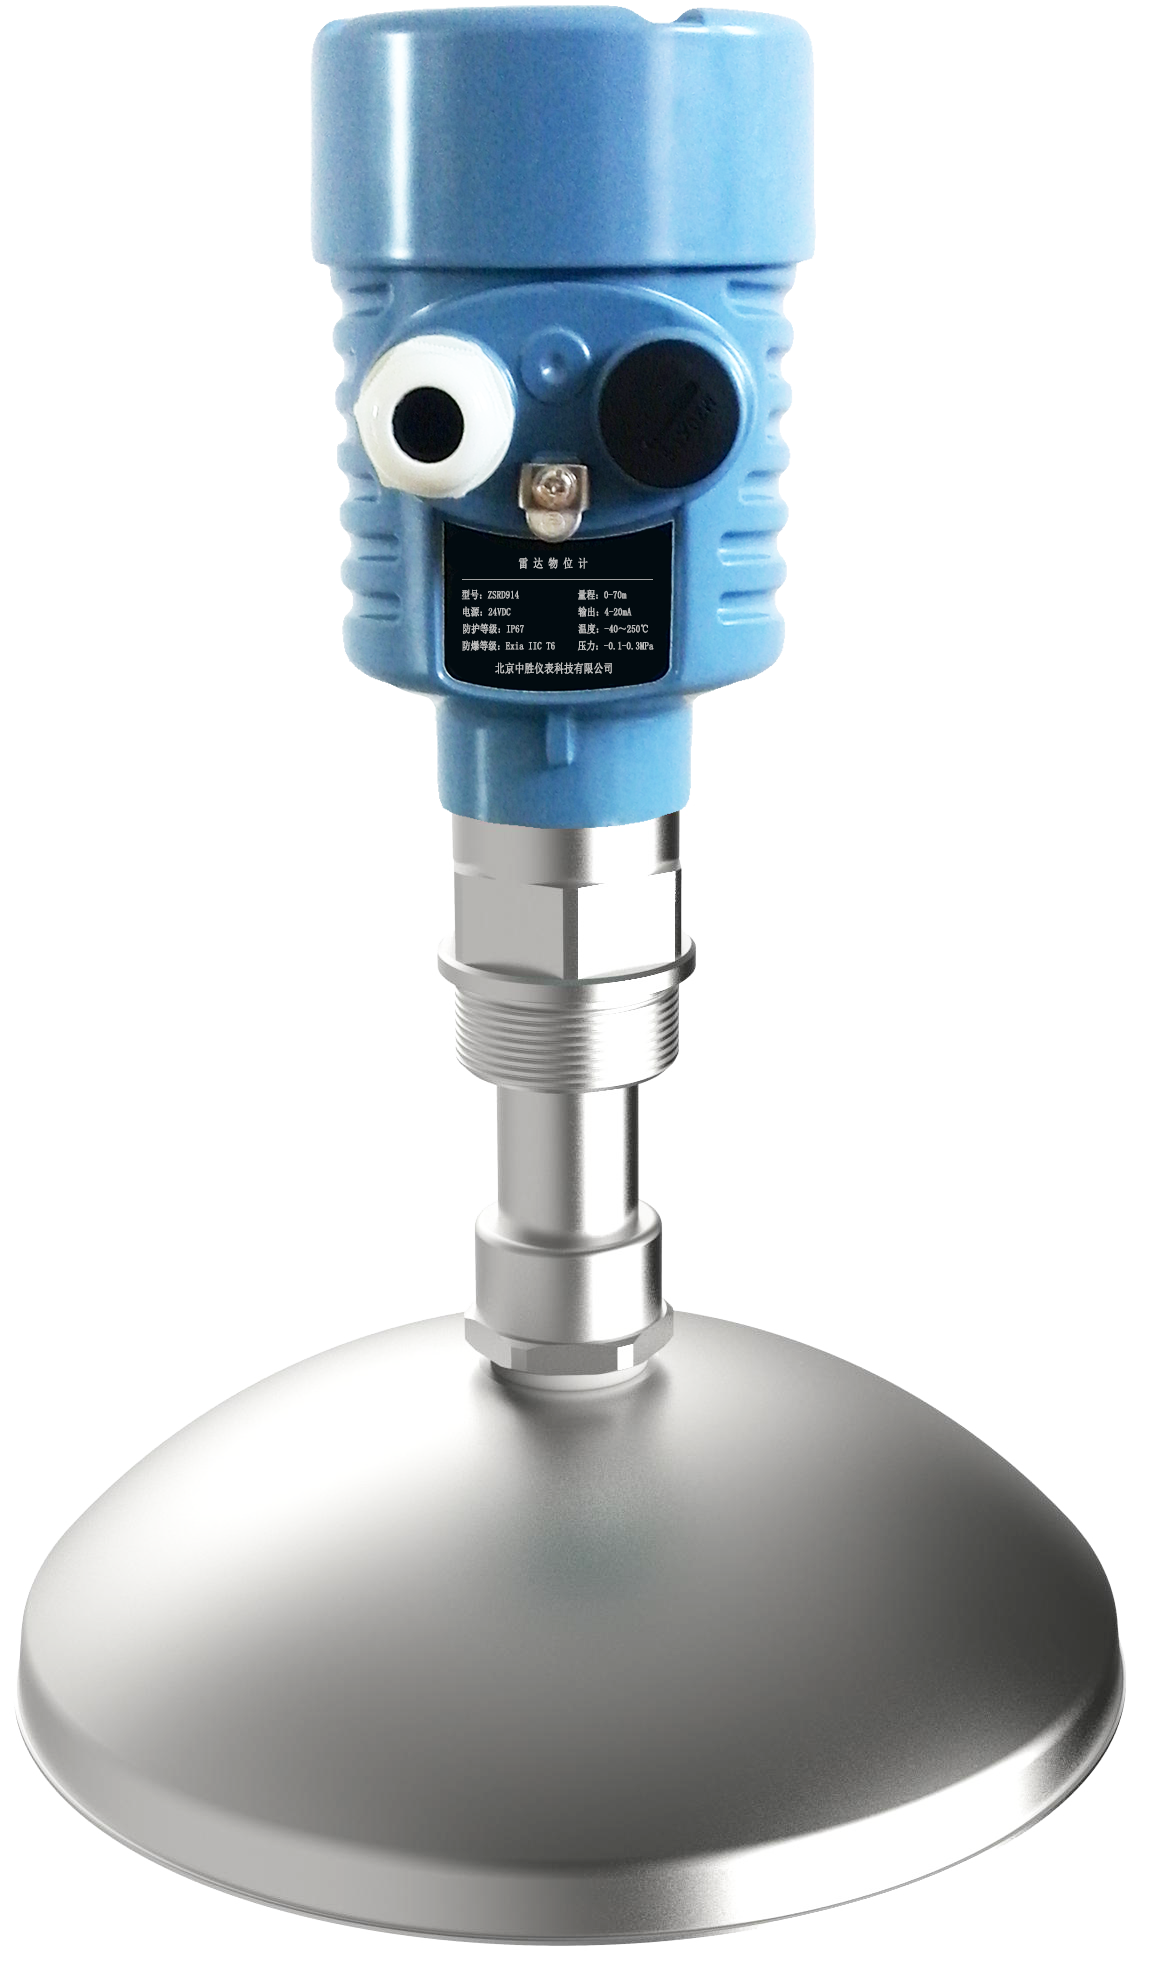 雷达物位计
型号：ZSRD914 量程：0-70m
电源：24VDC 输出：4-20mA
防护等级：IP67 温度：-40～250℃
防爆等级：Exia IIC T6 压力：-0.1-0.3MPa
北京中胜仪表科技有限公司